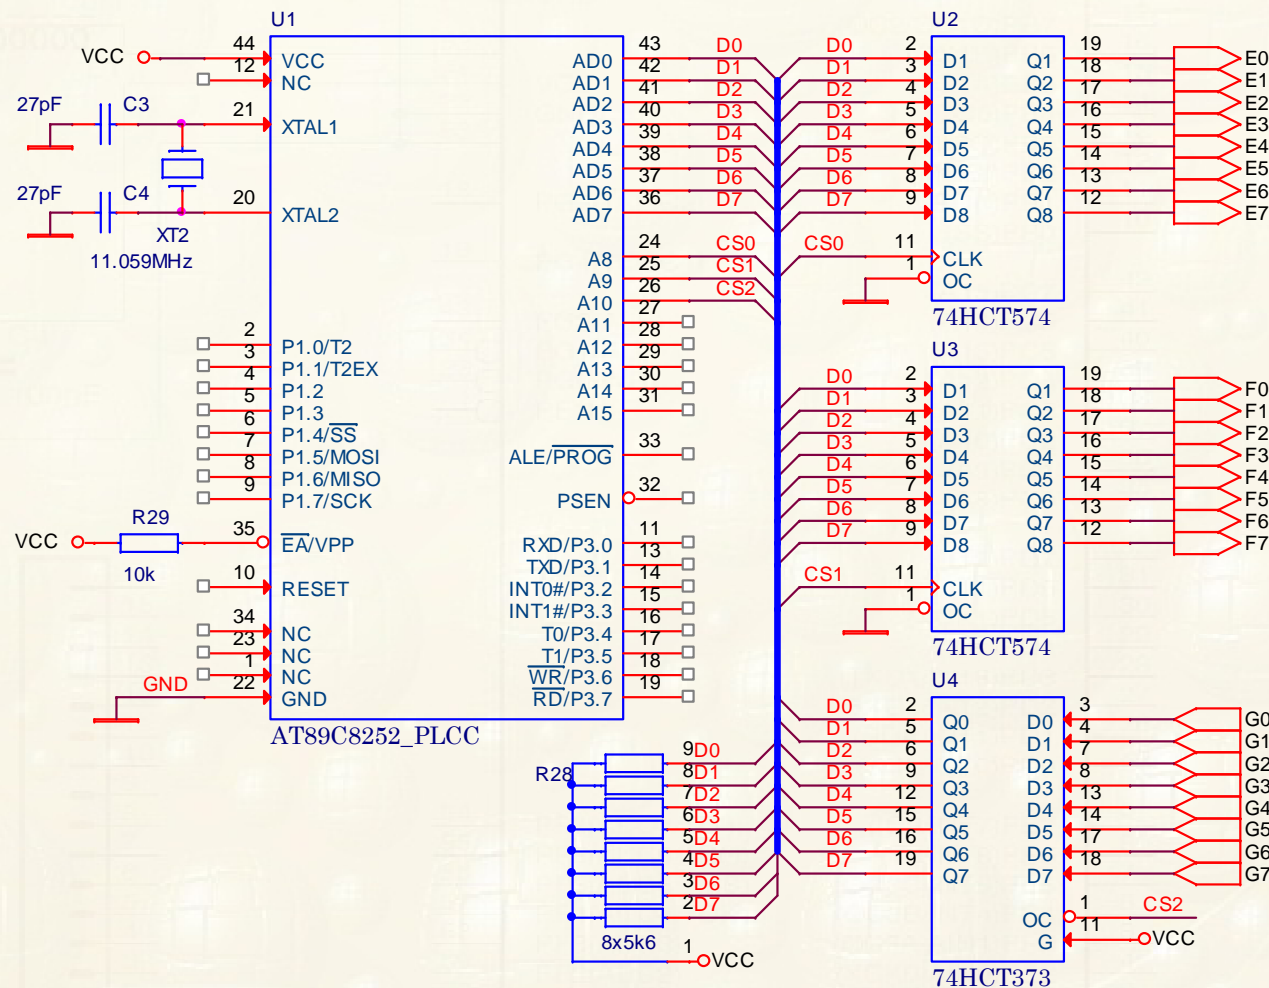 U1
VCC
44
VCC
12
NC
27pF
C3
21
XTAL1
27pF
C4
20
XTAL2
XT2
11.059MHz
2
P1.0/T2
3
P1.1/T2EX
4
P1.2
5
P1.3
6
P1.4/SS
7
P1.5/MOSI
8
P1.6/MISO
9
P1.7/SCK
R29
VCC
35
EA/VPP
10k
10
RESET
34
NC
23
NC
1
NC
GND
22
GND
AT89C8252_PLCC
AD0 43 D0
AD1 42 D1
AD2 41 D2
AD3 40 D3
AD4 39 D4
AD5 38 D5
AD6 37 D6
AD7 36 D7
A8 24 CS0
A9 25 CS1
A10 26 CS2
A11 27
A12 28
A13 29
A14 30
A15 31
ALE/PROG 33
PSEN 32
RXD/P3.0 11
TXD/P3.1 13
INT0#/P3.2 14
INT1#/P3.3 15
T0/P3.4 16
T1/P3.5 17
WR/P3.6 18
RD/P3.7 19
R28
9 D0
8 D1
7 D2
6 D3
5 D4
4 D5
3 D6
2 D7
8x5k6
1
VCC
U2
D0 2 D1 Q1 19 E0
D1 3 D2 Q2 18 E1
D2 4 D3 Q3 17 E2
D3 5 D4 Q4 16 E3
D4 6 D5 Q5 15 E4
D5 7 D6 Q6 14 E5
D6 8 D7 Q7 13 E6
D7 9 D8 Q8 12 E7
CS0 11 CLK
1 OC
74HCT574
U3
D0 2 D1 Q1 19 F0
D1 3 D2 Q2 18 F1
D2 4 D3 Q3 17 F2
D3 5 D4 Q4 16 F3
D4 6 D5 Q5 15 F4
D5 7 D6 Q6 14 F5
D6 8 D7 Q7 13 F6
D7 9 D8 Q8 12 F7
CS1 11 CLK
1 OC
74HCT574
U4
D0 2 Q0 D0 3 G0
D1 5 Q1 D1 4 G1
D2 6 Q2 D2 7 G2
D3 9 Q3 D3 8 G3
D4 12 Q4 D4 13 G4
D5 15 Q5 D5 14 G5
D6 16 Q6 D6 17 G6
D7 19 Q7 D7 18 G7
OC 1 CS2
G 11 VCC
74HCT373